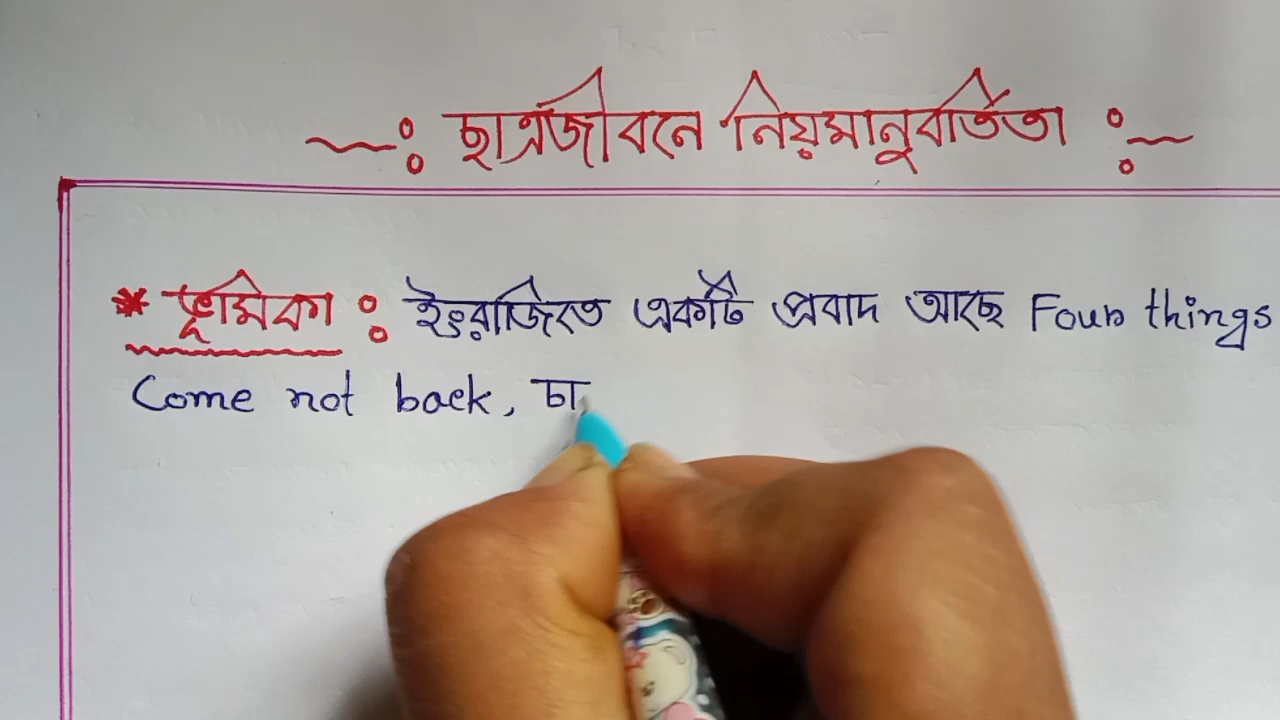 ~: ছাত্রজীবনে নিয়মানুবর্তিতা :~
* ভূমিকা : ইংরাজিতে একটি প্রবাদ আছে Four things
Come not back, চা